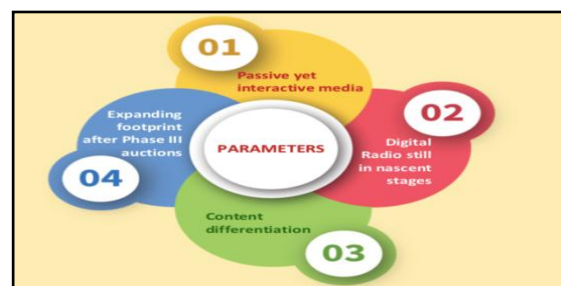 01
Passive yet
interactive media
02
Digital
Radio still
in nascent
stages
03
Content
differentiation
04
Expanding
footprint
after Phase III
auctions
PARAMETERS